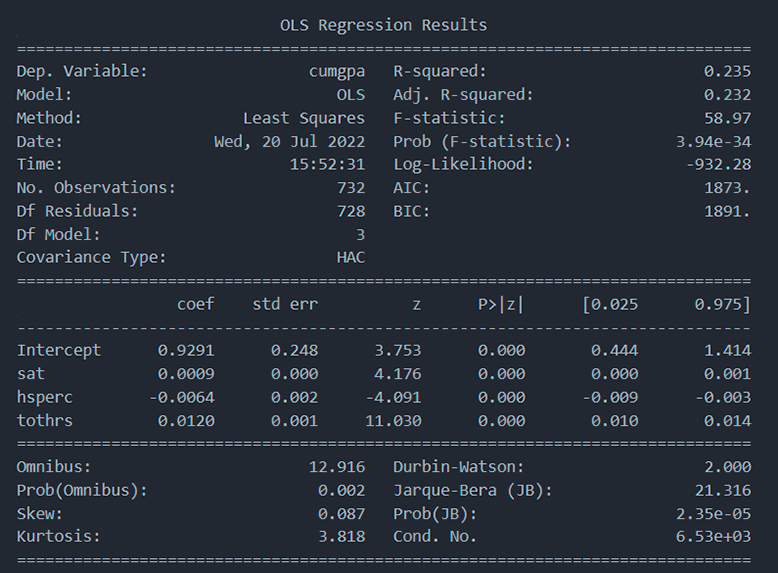 OLS Regression Results
==============================================================================
Dep. Variable:                 cumgpa   R-squared:                       0.235
Model:                            OLS   Adj. R-squared:                  0.232
Method:                 Least Squares   F-statistic:                     58.97
Date:                Wed, 20 Jul 2022   Prob (F-statistic):           3.94e-34
Time:                        15:52:31   Log-Likelihood:                -932.28
No. Observations:                 732   AIC:                             1873.
Df Residuals:                     728   BIC:                             1891.
Df Model:                           3
Covariance Type:                  HAC
==============================================================================
coef    std err          z      P>|z|      [0.025      0.975]
------------------------------------------------------------------------------
Intercept      0.9291      0.248      3.753      0.000       0.444       1.414
sat            0.0009      0.000      4.176      0.000       0.000       0.001
hsperc        -0.0064      0.002     -4.091      0.000      -0.009      -0.003
tothrs         0.0120      0.001     11.030      0.000       0.010       0.014
==============================================================================
Omnibus:                       12.916   Durbin-Watson:                   2.000
Prob(Omnibus):                  0.002   Jarque-Bera (JB):               21.316
Skew:                           0.087   Prob(JB):                     2.35e-05
Kurtosis:                       3.818   Cond. No.                     6.53e+03
==============================================================================